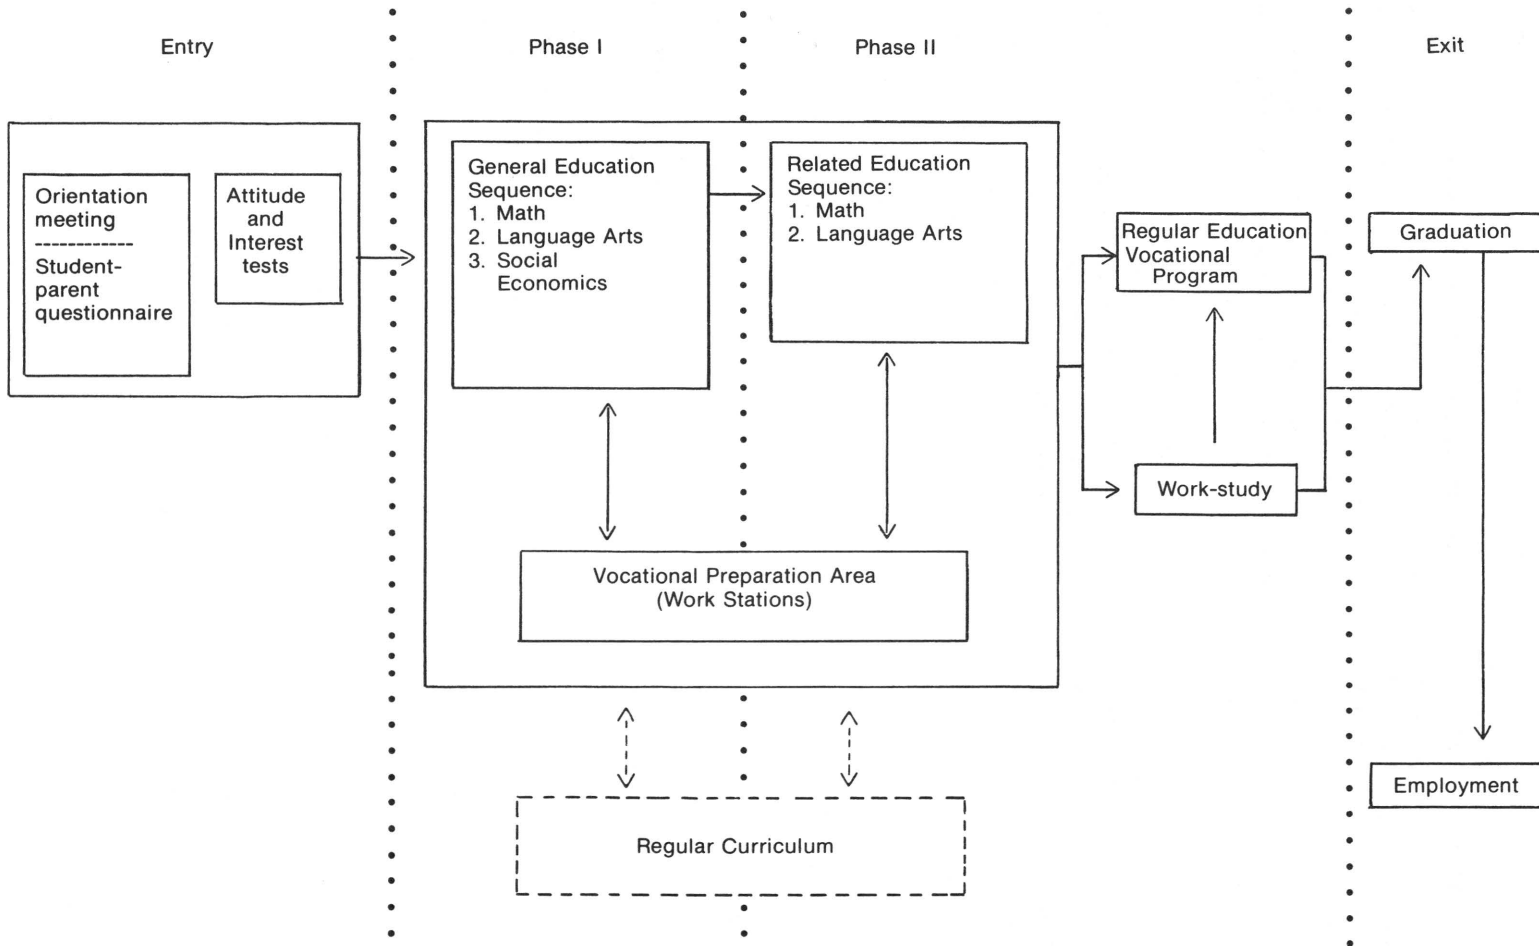 Entry
Phase I
Phase II
Exit
Orientation
meeting
Student-
parent
questionnaire
Attitude
and
Interest
tests
General Education
Sequence:
1. Math
2. Language Arts
3. Social
Economics
Related Education
Sequence:
1. Math
2. Language Arts
Vocational Preparation Area
(Work Stations)
Regular Curriculum
Regular Education
Vocational
Program
Work-study
Graduation
Employment